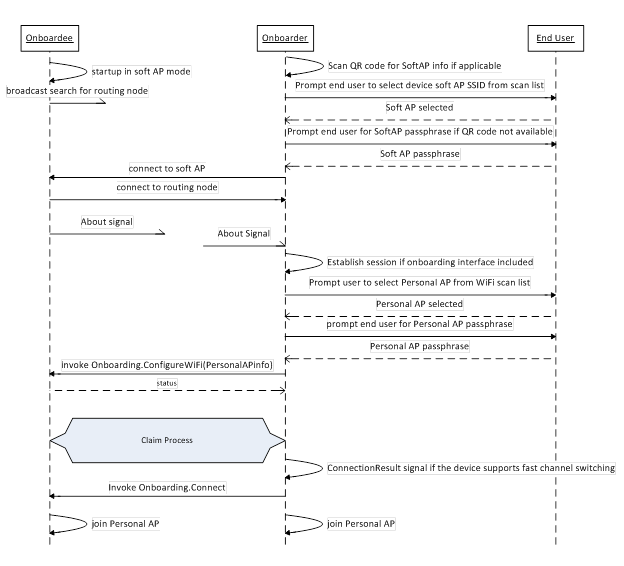 Onboardee
Onboarder
End User
startup in soft AP mode
Scan QR code for SoftAP info if applicable
broadcast search for routing node
Prompt end user to select device soft AP SSID from scan list
Soft AP selected
Prompt end user for SoftAP passphrase if QR code not available
Soft AP passphrase
connect to soft AP
connect to routing node
About signal
About Signal
Establish session if onboarding interface included
Prompt user to select Personal AP from WiFi scan list
Personal AP selected
prompt end user for Personal AP passphrase
Personal AP passphrase
invoke Onboarding.ConfigureWiFi(PersonalAPinfo)
status
Claim Process
ConnectionResult signal if the device supports fast channel switching
Invoke Onboarding.Connect
join Personal AP
join Personal AP